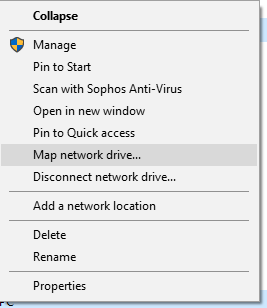 Collapse
Manage
Pin to Start
Scan with Sophos Anti-Virus
Open in new window
Pin to Quick access
Map network drive...
Disconnect network drive...
Add a network location
Delete
Rename
Properties